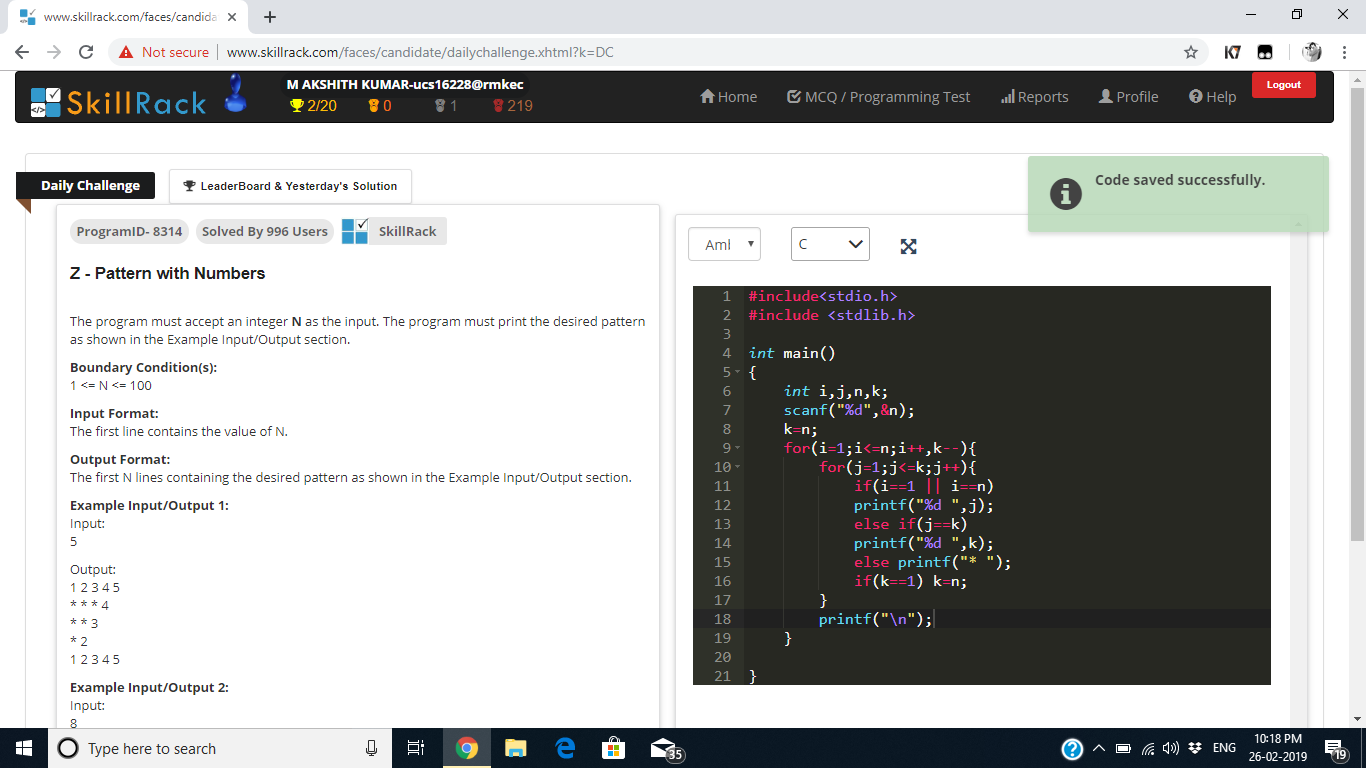 www.skillrack.com/faces/candida
Not secure
www.skillrack.com/faces/candidate/dailychallenge.xhtml?k=DC
K7
SkillRack
M AKSHITH KUMAR-ucs16228@rmkec
2/20 0 1 219
Home
MCQ / Programming Test
Reports
Profile
Help
Logout
Daily Challenge
LeaderBoard & Yesterday's Solution
Code saved successfully.
ProgramID- 8314
Solved By 996 Users
SkillRack
Z - Pattern with Numbers
The program must accept an integer N as the input. The program must print the desired pattern
as shown in the Example Input/Output section.
Boundary Condition(s):
1 <= N <= 100
Input Format:
The first line contains the value of N.
Output Format:
The first N lines containing the desired pattern as shown in the Example Input/Output section.
Example Input/Output 1:
Input:
5
Output:
1 2 3 4 5
* * * 4
* * 3
* 2
1 2 3 4 5
Example Input/Output 2:
Input:
8
Aml
C
1 #include<stdio.h>
2 #include <stdlib.h>
3
4 int main()
5 {
6     int i,j,n,k;
7     scanf("%d",&n);
8     k=n;
9     for(i=1;i<=n;i++,k--){
10         for(j=1;j<=k;j++){
11             if(i==1 || i==n)
12             printf("%d ",j);
13             else if(j==k)
14             printf("%d ",k);
15             else printf("* ");
16             if(k==1) k=n;
17         }
18         printf("\n");
19     }
20
21 }
Type here to search
35
ENG
10:18 PM
26-02-2019
19